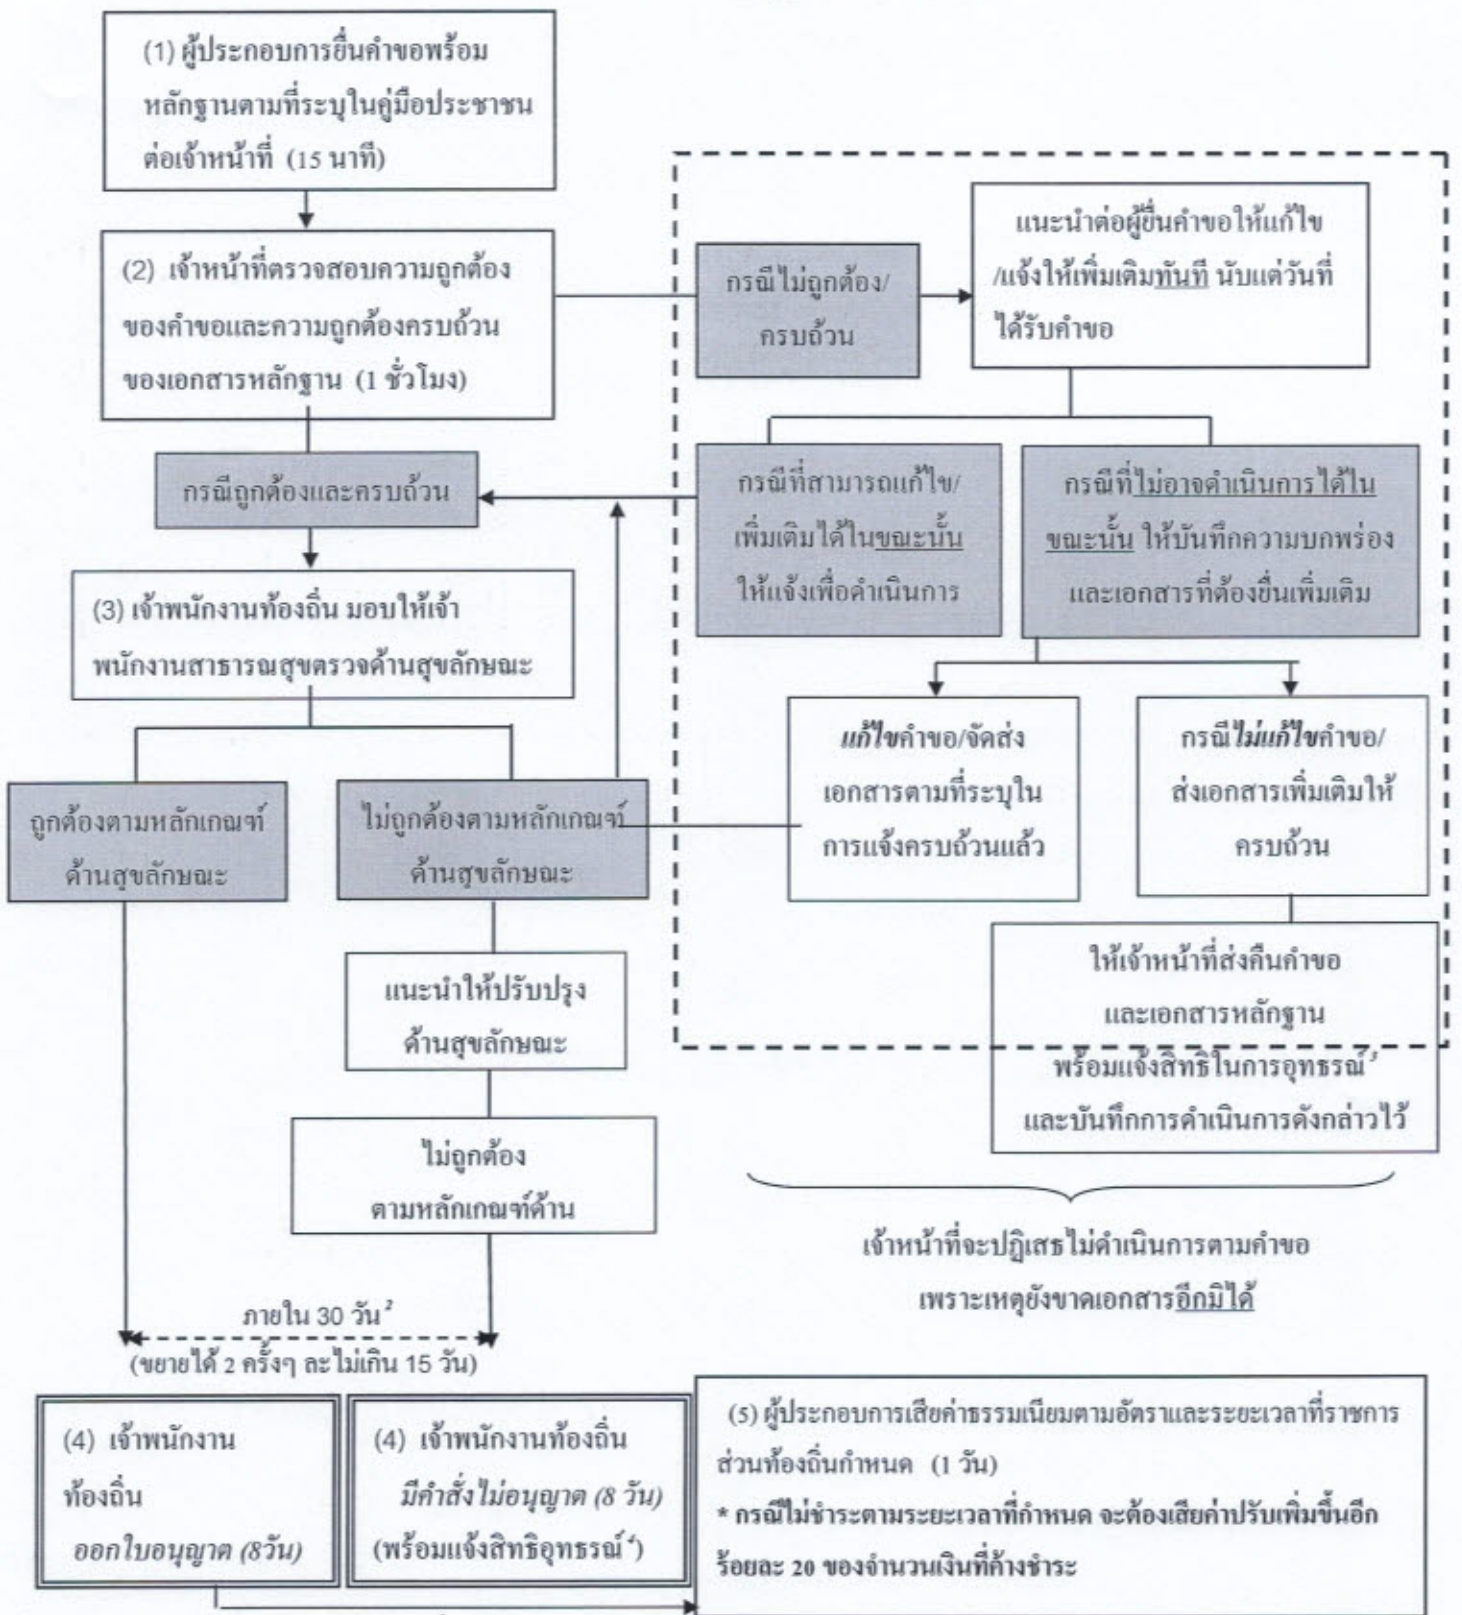 (1) ผู้ประกอบการยื่นคำขอพร้อม
หลักฐานตามที่ระบุในคู่มือประชาชน
ต่อเจ้าหน้าที่ (15 นาที)
(2) เจ้าหน้าที่ตรวจสอบความถูกต้อง
ของคำขอและความถูกต้องครบถ้วน
ของเอกสารหลักฐาน (1 ชั่วโมง)
กรณีไม่ถูกต้อง/
ครบถ้วน
แนะนำต่อผู้ยื่นคำขอให้แก้ไข
/แจ้งให้เพิ่มเติมทันที นับแต่วันที่
ได้รับคำขอ
กรณีถูกต้องและครบถ้วน
กรณีที่สามารถแก้ไข/
เพิ่มเติมได้ในขณะนั้น
ให้แจ้งเพื่อดำเนินการ
กรณีที่ไม่อาจดำเนินการได้ใน
ขณะนั้น ให้บันทึกความบกพร่อง
และเอกสารที่ต้องยื่นเพิ่มเติม
(3) เจ้าพนักงานท้องถิ่น มอบให้เจ้า
พนักงานสาธารณสุขตรวจด้านสุขลักษณะ
แก้ไขคำขอ/จัดส่ง
เอกสารตามที่ระบุใน
การแจ้งครบถ้วนแล้ว
กรณีไม่แก้ไขคำขอ/
ส่งเอกสารเพิ่มเติมให้
ครบถ้วน
ถูกต้องตามหลักเกณฑ์
ด้านสุขลักษณะ
ไม่ถูกต้องตามหลักเกณฑ์
ด้านสุขลักษณะ
แนะนำให้ปรับปรุง
ด้านสุขลักษณะ
ให้เจ้าหน้าที่ส่งคืนคำขอ
และเอกสารหลักฐาน
พร้อมแจ้งสิทธิในการอุทธรณ์³
และบันทึกการดำเนินการดังกล่าวไว้
ไม่ถูกต้อง
ตามหลักเกณฑ์ด้าน
เจ้าหน้าที่จะปฏิเสธไม่ดำเนินการตามคำขอ
เพราะเหตุยังขาดเอกสารอีกมิได้
ภายใน 30 วัน²
(ขยายได้ 2 ครั้งๆ ละไม่เกิน 15 วัน)
(4) เจ้าพนักงาน
ท้องถิ่น
ออกใบอนุญาต (8วัน)
(4) เจ้าพนักงานท้องถิ่น
มีคำสั่งไม่อนุญาต (8 วัน)
(พร้อมแจ้งสิทธิอุทธรณ์⁴)
(5) ผู้ประกอบการเสียค่าธรรมเนียมตามอัตราและระยะเวลาที่ราชการ
ส่วนท้องถิ่นกำหนด (1 วัน)
* กรณีไม่ชำระตามระยะเวลาที่กำหนด จะต้องเสียค่าปรับเพิ่มขึ้นอีก
ร้อยละ 20 ของจำนวนเงินที่ค้างชำระ